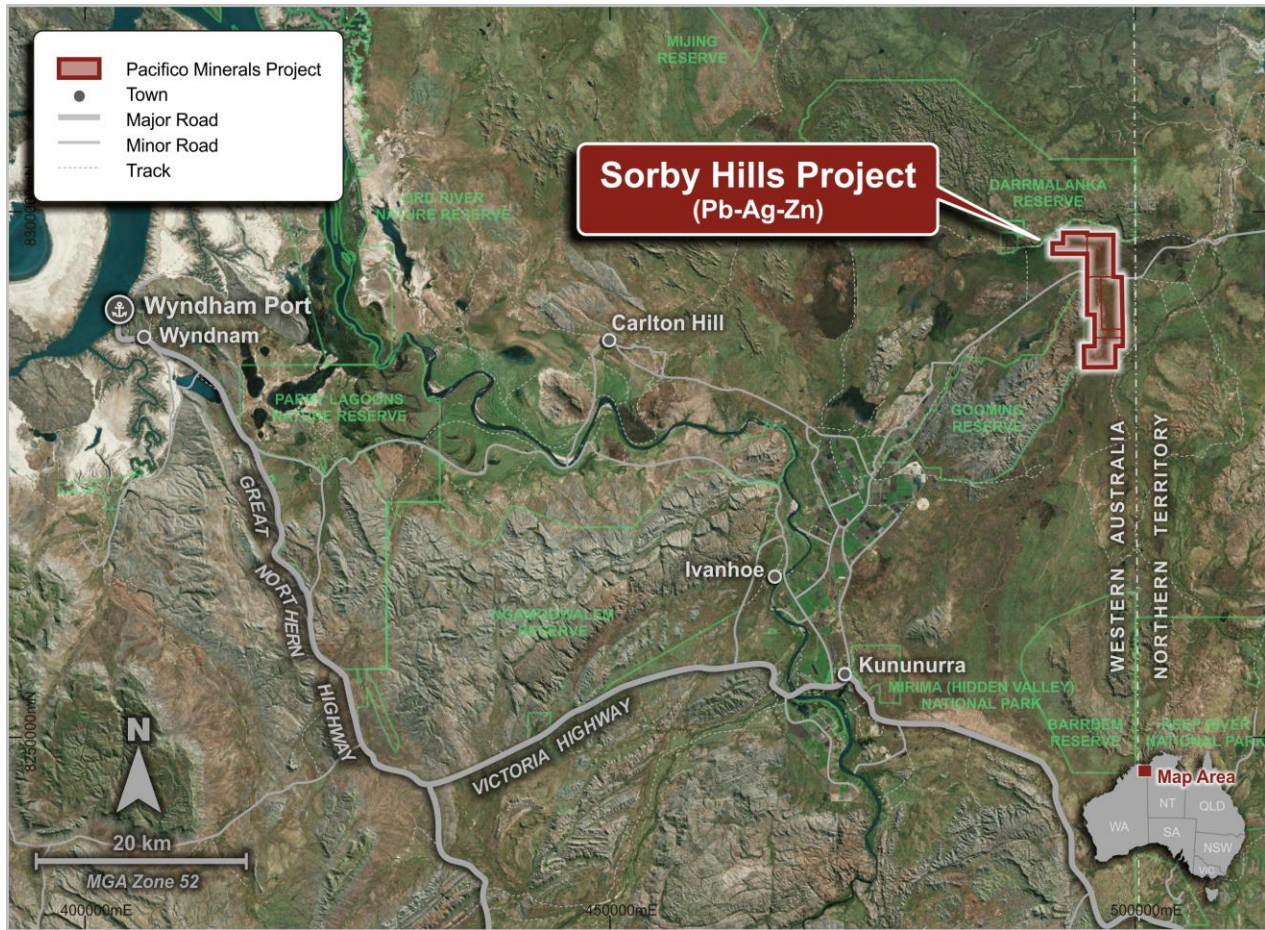 Pacifico Minerals Project
Town
Major Road
Minor Road
Track
MIJING
RESERVE
Sorby Hills Project
(Pb-Ag-Zn)
DARRMALANKA
RESERVE
ORD RIVER
NATURE RESERVE
Wyndham Port
Wyndnam
Carlton Hill
PARRY LAGOONS
NATURE RESERVE
GOOMING
RESERVE
GREAT
NORTHERN
HIGHWAY
WESTERN AUSTRALIA
NORTHERN TERRITORY
Ivanhoe
NGAMOOWALEM
RESERVE
Kununurra
MIRIMA (HIDDEN VALLEY)
NATIONAL PARK
VICTORIA HIGHWAY
BARRBEM
RESERVE
KEEP RIVER
NATIONAL PARK
N
20 km
MGA Zone 52
Map Area
WA
NT
QLD
SA
NSW
VIC
400000mE
450000mE
500000mE